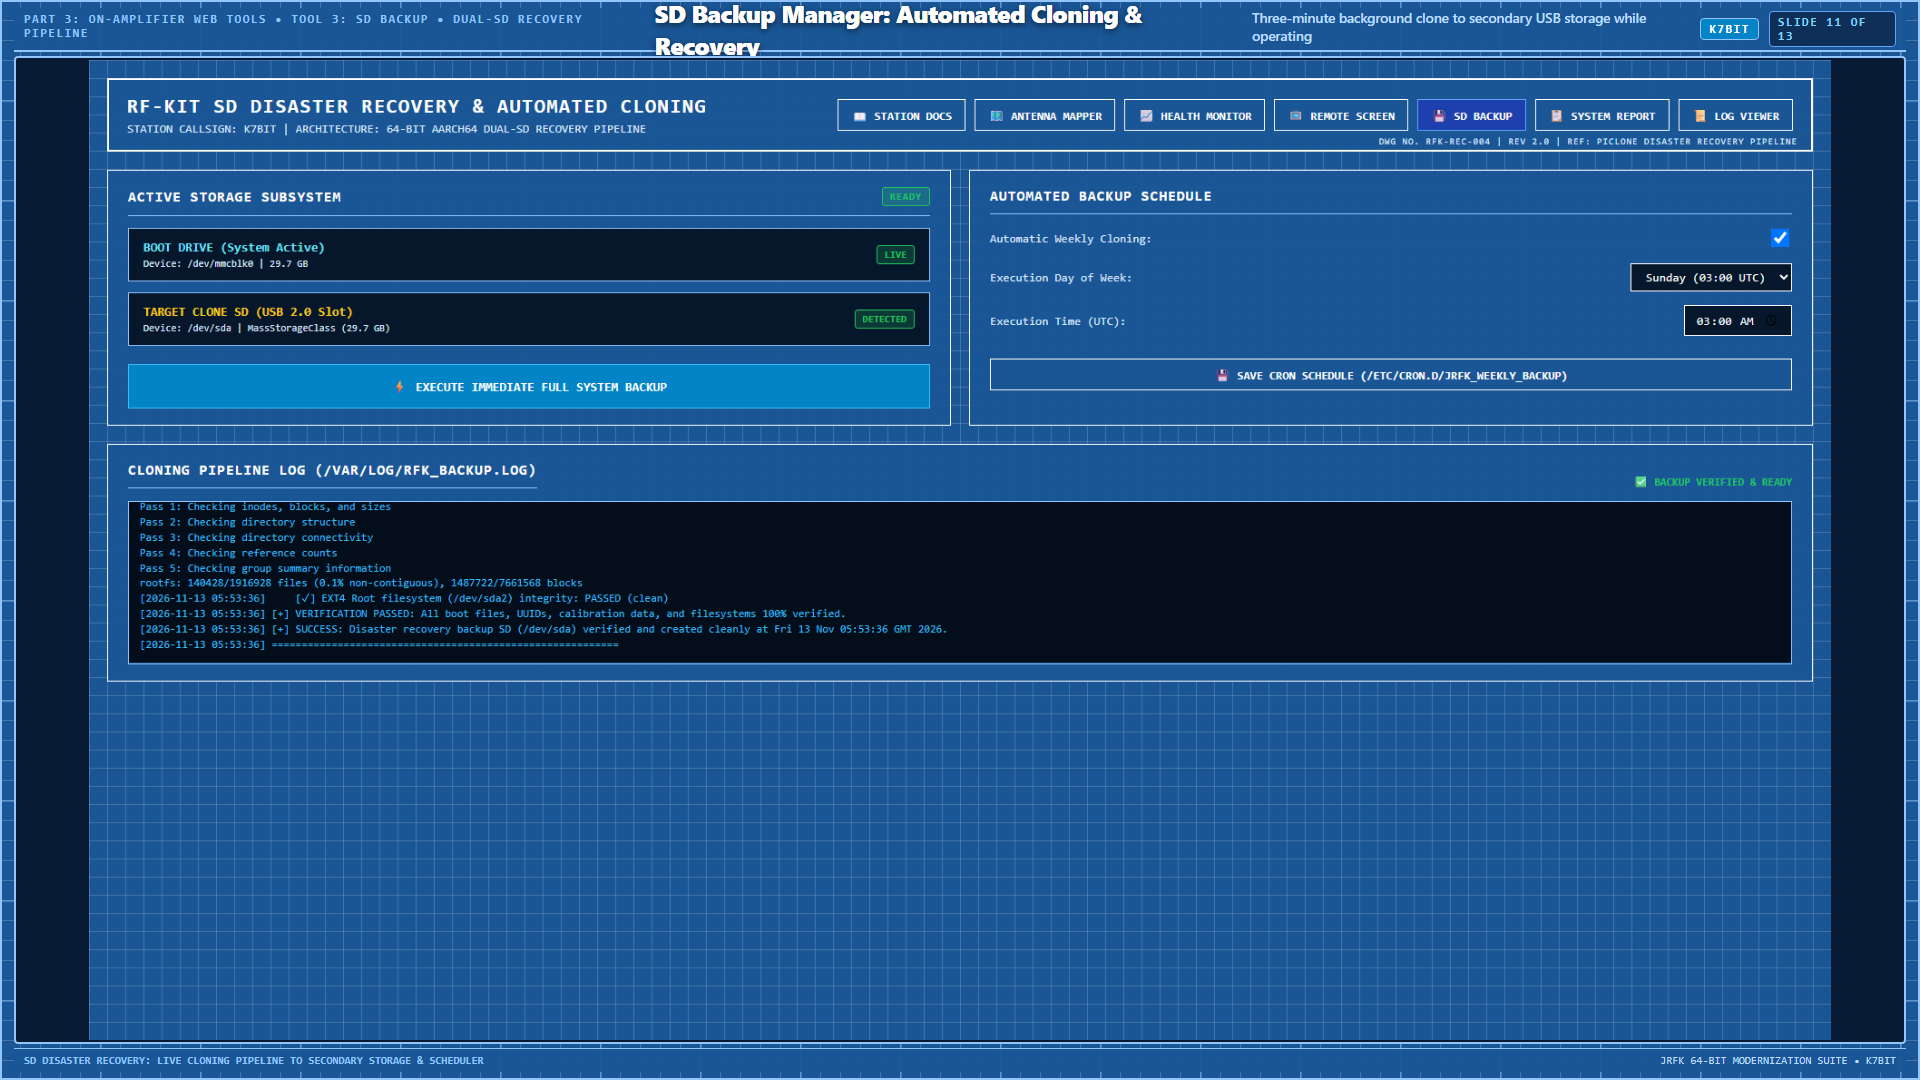 PART 3: ON-AMPLIFIER WEB TOOLS • TOOL 3: SD BACKUP • DUAL-SD RECOVERY
PIPELINE
SD Backup Manager: Automated Cloning &
Recovery
Three-minute background clone to secondary USB storage while
operating
K7BIT
SLIDE 11 OF
13
RF-KIT SD DISASTER RECOVERY & AUTOMATED CLONING
STATION CALLSIGN: K7BIT | ARCHITECTURE: 64-BIT AARCH64 DUAL-SD RECOVERY PIPELINE
STATION DOCS
ANTENNA MAPPER
HEALTH MONITOR
REMOTE SCREEN
SD BACKUP
SYSTEM REPORT
LOG VIEWER
DWG NO. RFK-REC-004 | REV 2.0 | REF: PICLONE DISASTER RECOVERY PIPELINE
ACTIVE STORAGE SUBSYSTEM
READY
BOOT DRIVE (System Active)
Device: /dev/mmcblk0 | 29.7 GB
LIVE
TARGET CLONE SD (USB 2.0 Slot)
Device: /dev/sda | MassStorageClass (29.7 GB)
DETECTED
EXECUTE IMMEDIATE FULL SYSTEM BACKUP
AUTOMATED BACKUP SCHEDULE
Automatic Weekly Cloning:
Execution Day of Week:
Sunday (03:00 UTC)
Execution Time (UTC):
03:00 AM
SAVE CRON SCHEDULE (/ETC/CRON.D/JRFK_WEEKLY_BACKUP)
CLONING PIPELINE LOG (/VAR/LOG/RFK_BACKUP.LOG)
BACKUP VERIFIED & READY
Pass 1: Checking inodes, blocks, and sizes
Pass 2: Checking directory structure
Pass 3: Checking directory connectivity
Pass 4: Checking reference counts
Pass 5: Checking group summary information
rootfs: 140428/1916928 files (0.1% non-contiguous), 1487722/7661568 blocks
[2026-11-13 05:53:36]     [✓] EXT4 Root filesystem (/dev/sda2) integrity: PASSED (clean)
[2026-11-13 05:53:36] [+] VERIFICATION PASSED: All boot files, UUIDs, calibration data, and filesystems 100% verified.
[2026-11-13 05:53:36] [+] SUCCESS: Disaster recovery backup SD (/dev/sda) verified and created cleanly at Fri 13 Nov 05:53:36 GMT 2026.
[2026-11-13 05:53:36] ==========================================================
SD DISASTER RECOVERY: LIVE CLONING PIPELINE TO SECONDARY STORAGE & SCHEDULER
JRFK 64-BIT MODERNIZATION SUITE • K7BIT